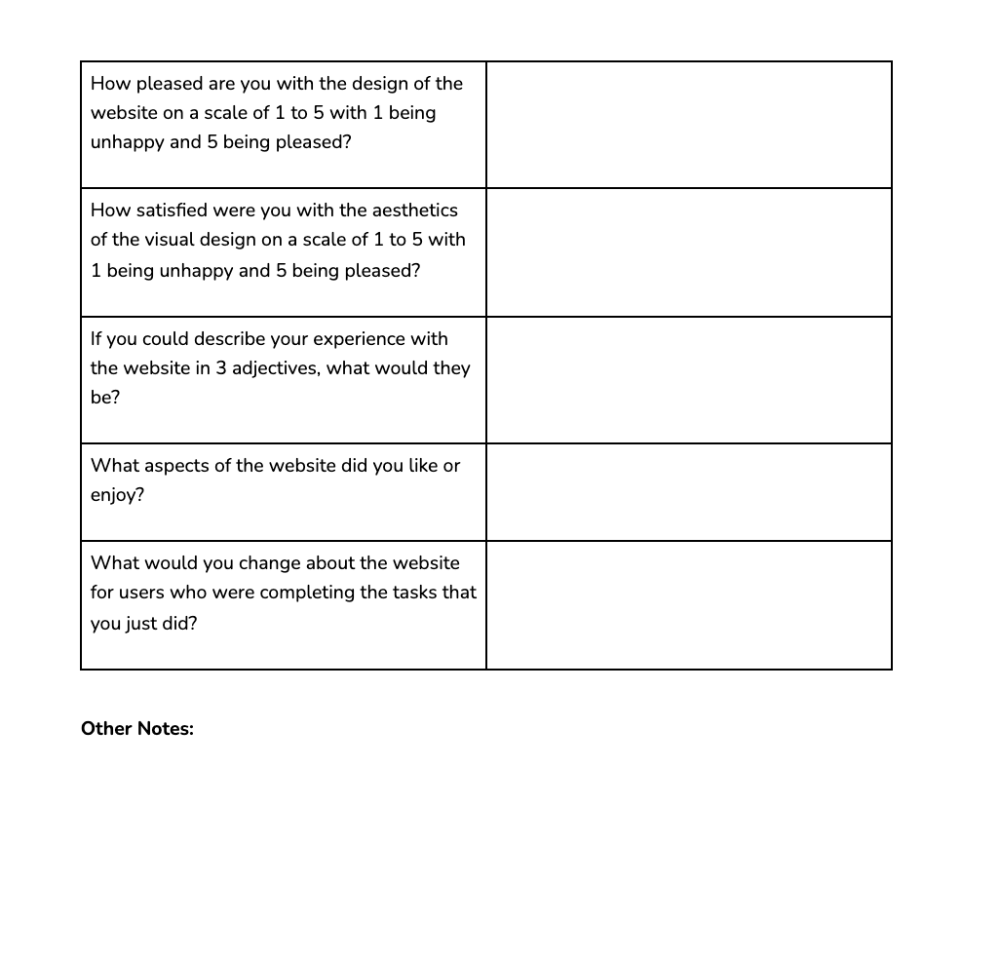 How pleased are you with the design of the
website on a scale of 1 to 5 with 1 being
unhappy and 5 being pleased?
How satisfied were you with the aesthetics
of the visual design on a scale of 1 to 5 with
1 being unhappy and 5 being pleased?
If you could describe your experience with
the website in 3 adjectives, what would they
be?
What aspects of the website did you like or
enjoy?
What would you change about the website
for users who were completing the tasks that
you just did?
Other Notes: